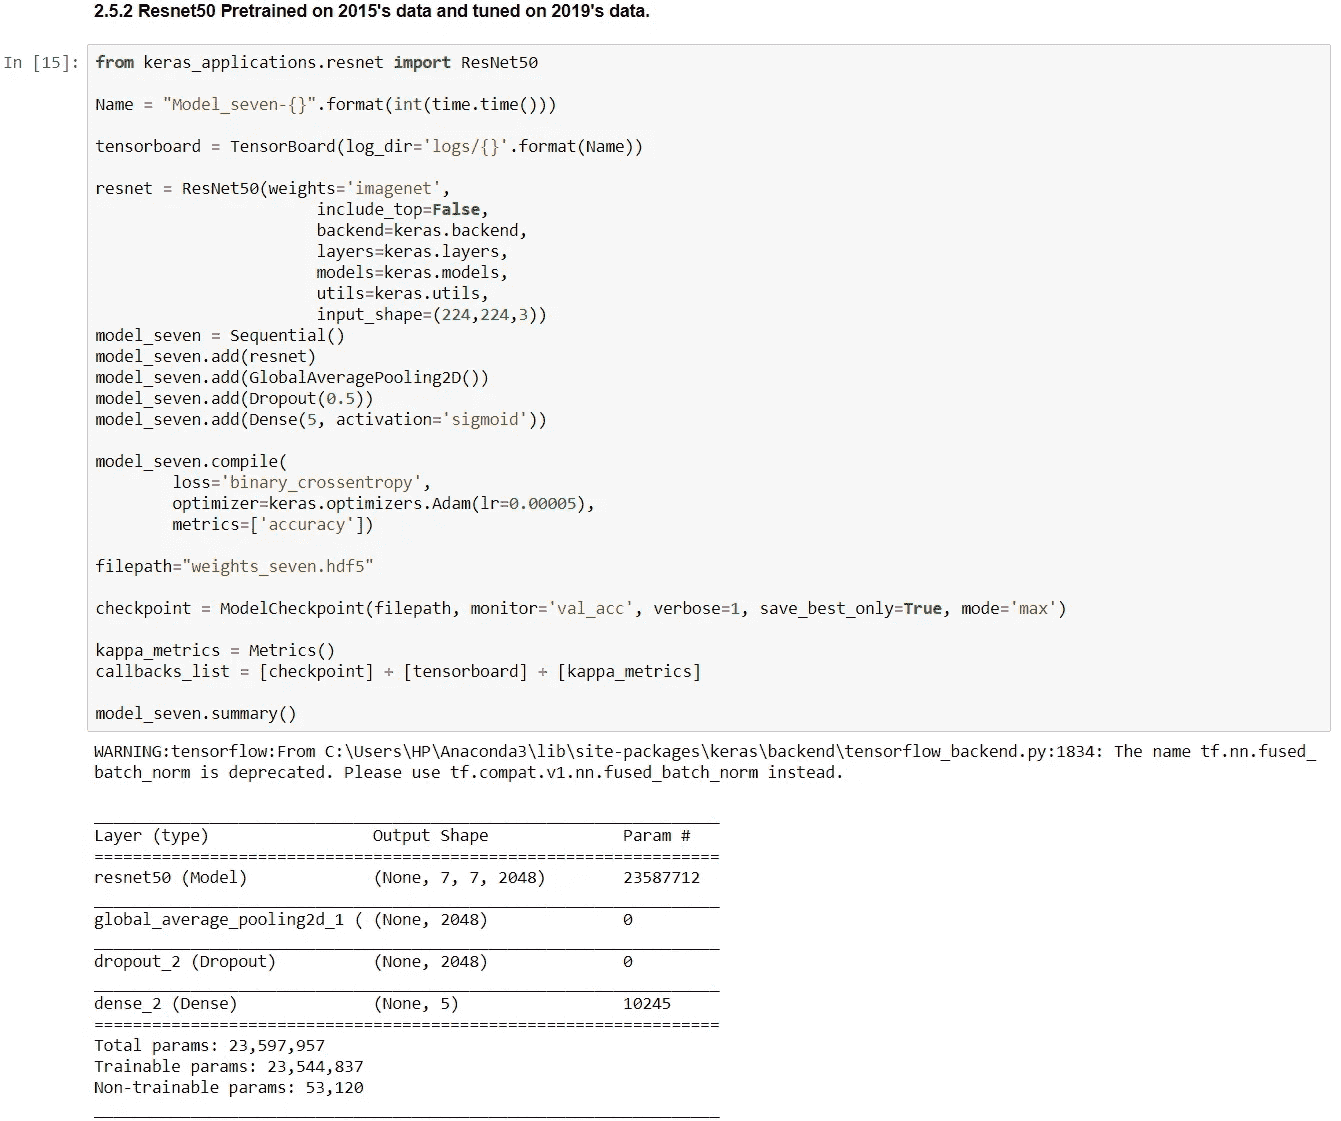 2.5.2 Resnet50 Pretrained on 2015's data and tuned on 2019's data.
In [15]: from keras_applications.resnet import ResNet50
Name = "Model_seven-{}".format(int(time.time()))
tensorboard = TensorBoard(log_dir='logs/{}'.format(Name))
resnet = ResNet50(weights='imagenet',
include_top=False,
backend=keras.backend,
layers=keras.layers,
models=keras.models,
utils=keras.utils,
input_shape=(224,224,3))
model_seven = Sequential()
model_seven.add(resnet)
model_seven.add(GlobalAveragePooling2D())
model_seven.add(Dropout(0.5))
model_seven.add(Dense(5, activation='sigmoid'))
model_seven.compile(
loss='binary_crossentropy',
optimizer=keras.optimizers.Adam(lr=0.00005),
metrics=['accuracy'])
filepath="weights_seven.hdf5"
checkpoint = ModelCheckpoint(filepath, monitor='val_acc', verbose=1, save_best_only=True, mode='max')
kappa_metrics = Metrics()
callbacks_list = [checkpoint] + [tensorboard] + [kappa_metrics]
model_seven.summary()
WARNING:tensorflow:From C:\Users\HP\Anaconda3\lib\site-packages\keras\backend\tensorflow_backend.py:1834: The name tf.nn.fused_
batch_norm is deprecated. Please use tf.compat.v1.nn.fused_batch_norm instead.
Layer (type) Output Shape Param #
=================================================================
resnet50 (Model) (None, 7, 7, 2048) 23587712
global_average_pooling2d_1 ( (None, 2048) 0
dropout_2 (Dropout) (None, 2048) 0
dense_2 (Dense) (None, 5) 10245
=================================================================
Total params: 23,597,957
Trainable params: 23,544,837
Non-trainable params: 53,120